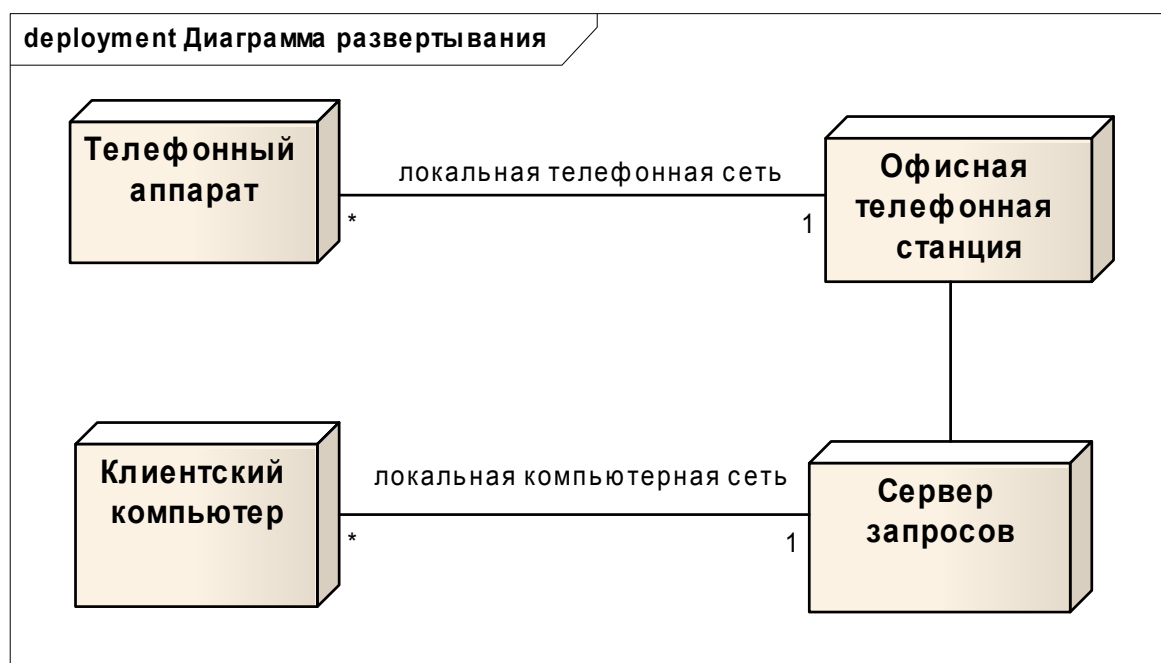 deployment Диаграмма развертывания
Телефонный
аппарат
локальная телефонная сеть
*
1
Офисная
телефонная
станция
Клиентский
компьютер
локальная компьютерная сеть
*
1
Сервер
запросов